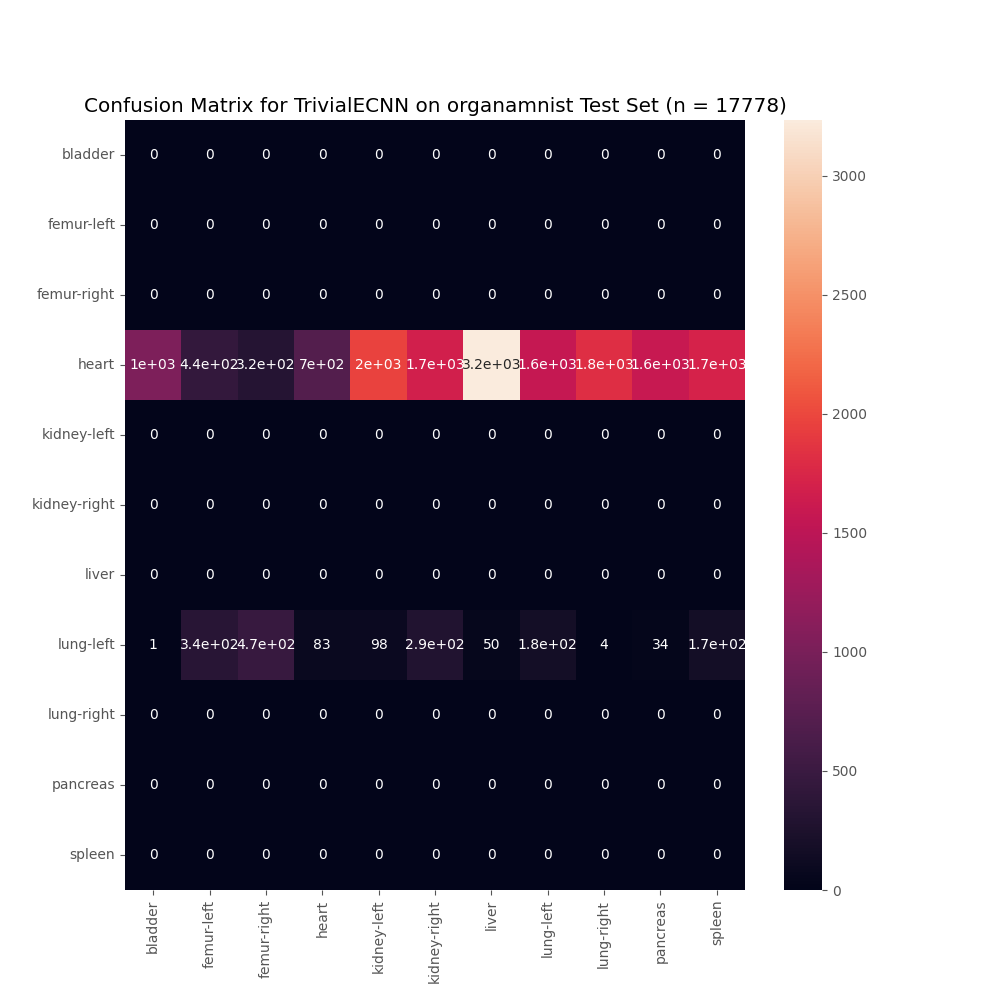 Confusion Matrix for TrivialECNN on organamnist Test Set (n = 17778)
bladder 0 0 0 0 0 0 0 0 0 0 0
femur-left 0 0 0 0 0 0 0 0 0 0 0
femur-right 0 0 0 0 0 0 0 0 0 0 0
heart 1e+03 4.4e+02 3.2e+02 7e+02 2e+03 1.7e+03 3.2e+03 1.6e+03 1.8e+03 1.6e+03 1.7e+03
kidney-left 0 0 0 0 0 0 0 0 0 0 0
kidney-right 0 0 0 0 0 0 0 0 0 0 0
liver 0 0 0 0 0 0 0 0 0 0 0
lung-left 1 3.4e+02 4.7e+02 83 98 2.9e+02 50 1.8e+02 4 34 1.7e+02
lung-right 0 0 0 0 0 0 0 0 0 0 0
pancreas 0 0 0 0 0 0 0 0 0 0 0
spleen 0 0 0 0 0 0 0 0 0 0 0
bladder femur-left femur-right heart kidney-left kidney-right liver lung-left lung-right pancreas spleen
3000
2500
2000
1500
1000
500
0